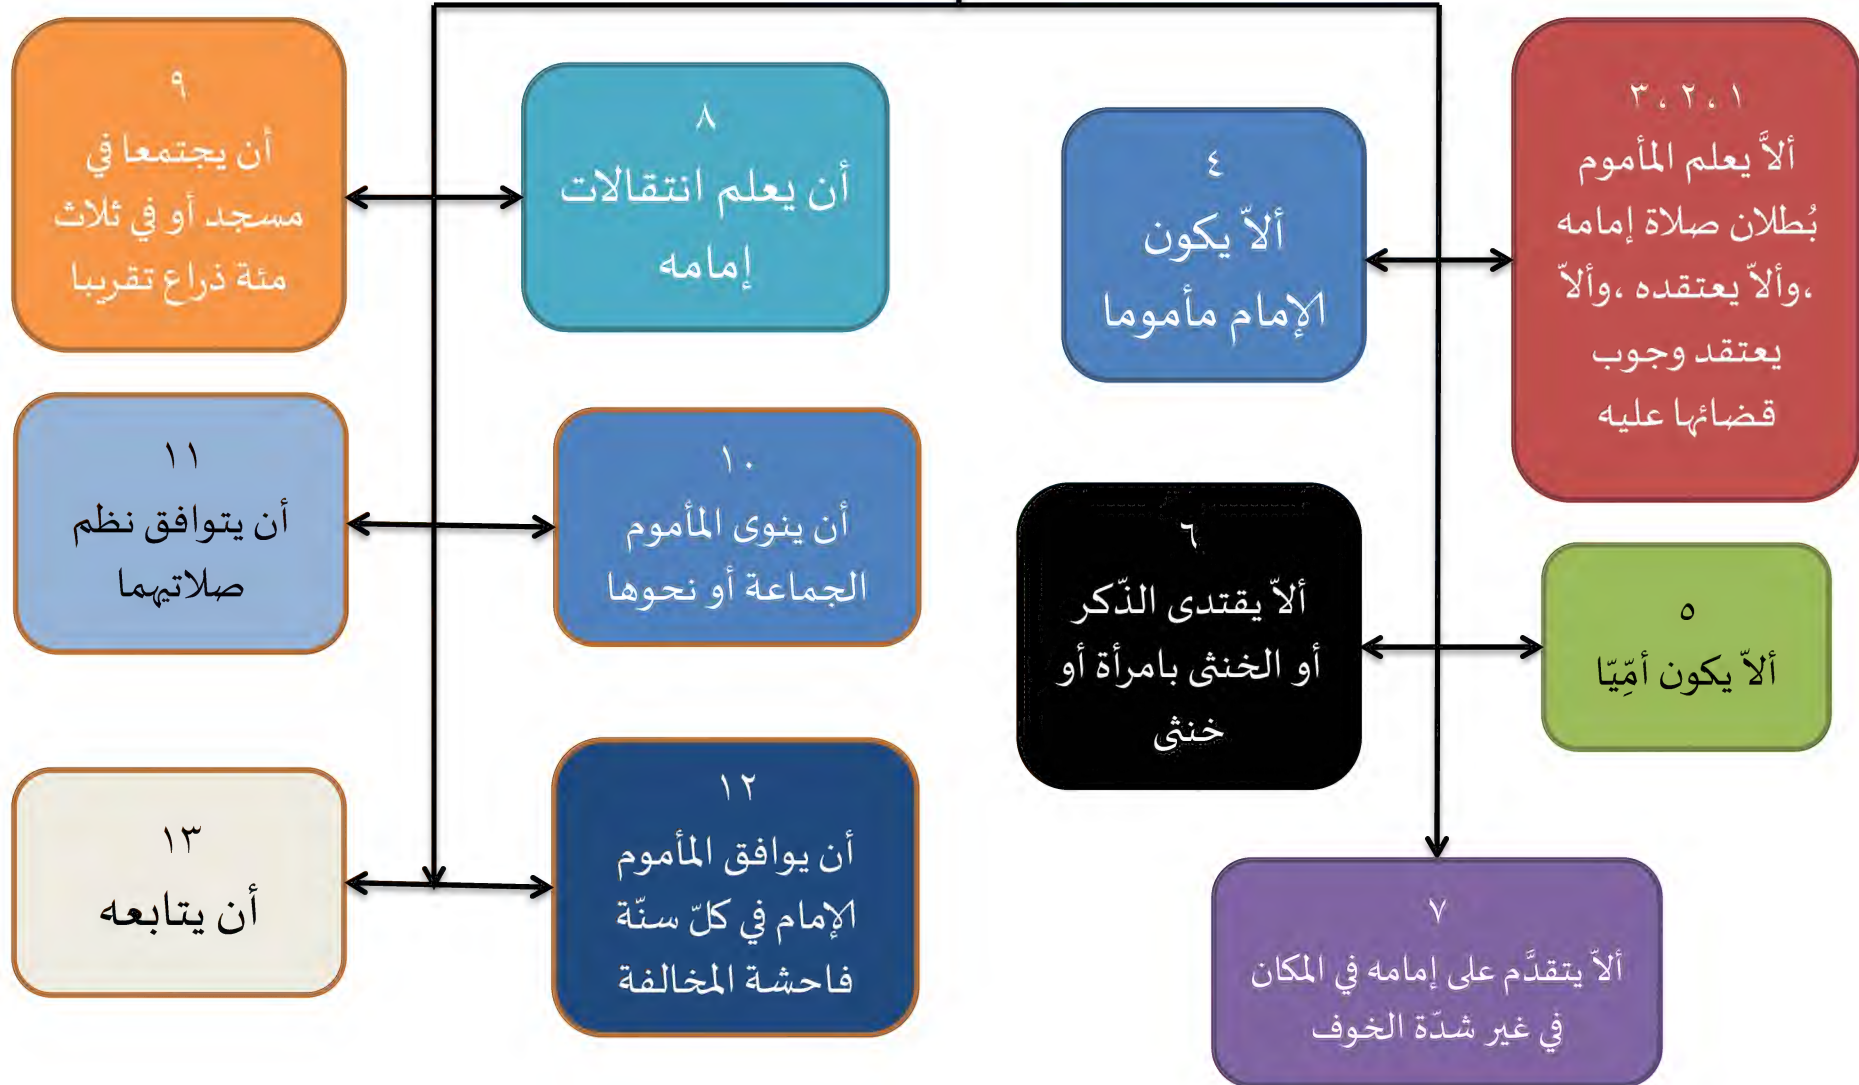 ١ ، ٢ ، ٣
ألاَّ يعلم المأموم
بُطلان صلاة إمامه
،وألاّ يعتقده ،وألاّ
يعتقد وجوب
قضائها عليه
٤
ألاّ يكون
الإمام مأموما
٥
ألاّ يكون أمِّيّا
٦
ألاّ يقتدى الذّكر
أو الخنثى بامرأة أو
خنثى
٧
ألاّ يتقدَّم على إمامه في المكان
في غير شدّة الخوف
٨
أن يعلم انتقالات
إمامه
٩
أن يجتمعا في
مسجد أو في ثلاث
مئة ذراع تقريبا
١٠
أن ينوى المأموم
الجماعة أو نحوها
١١
أن يتوافق نظم
صلاتيهما
١٢
أن يوافق المأموم
الإمام في كلّ سنّة
فاحشة المخالفة
١٣
أن يتابعه